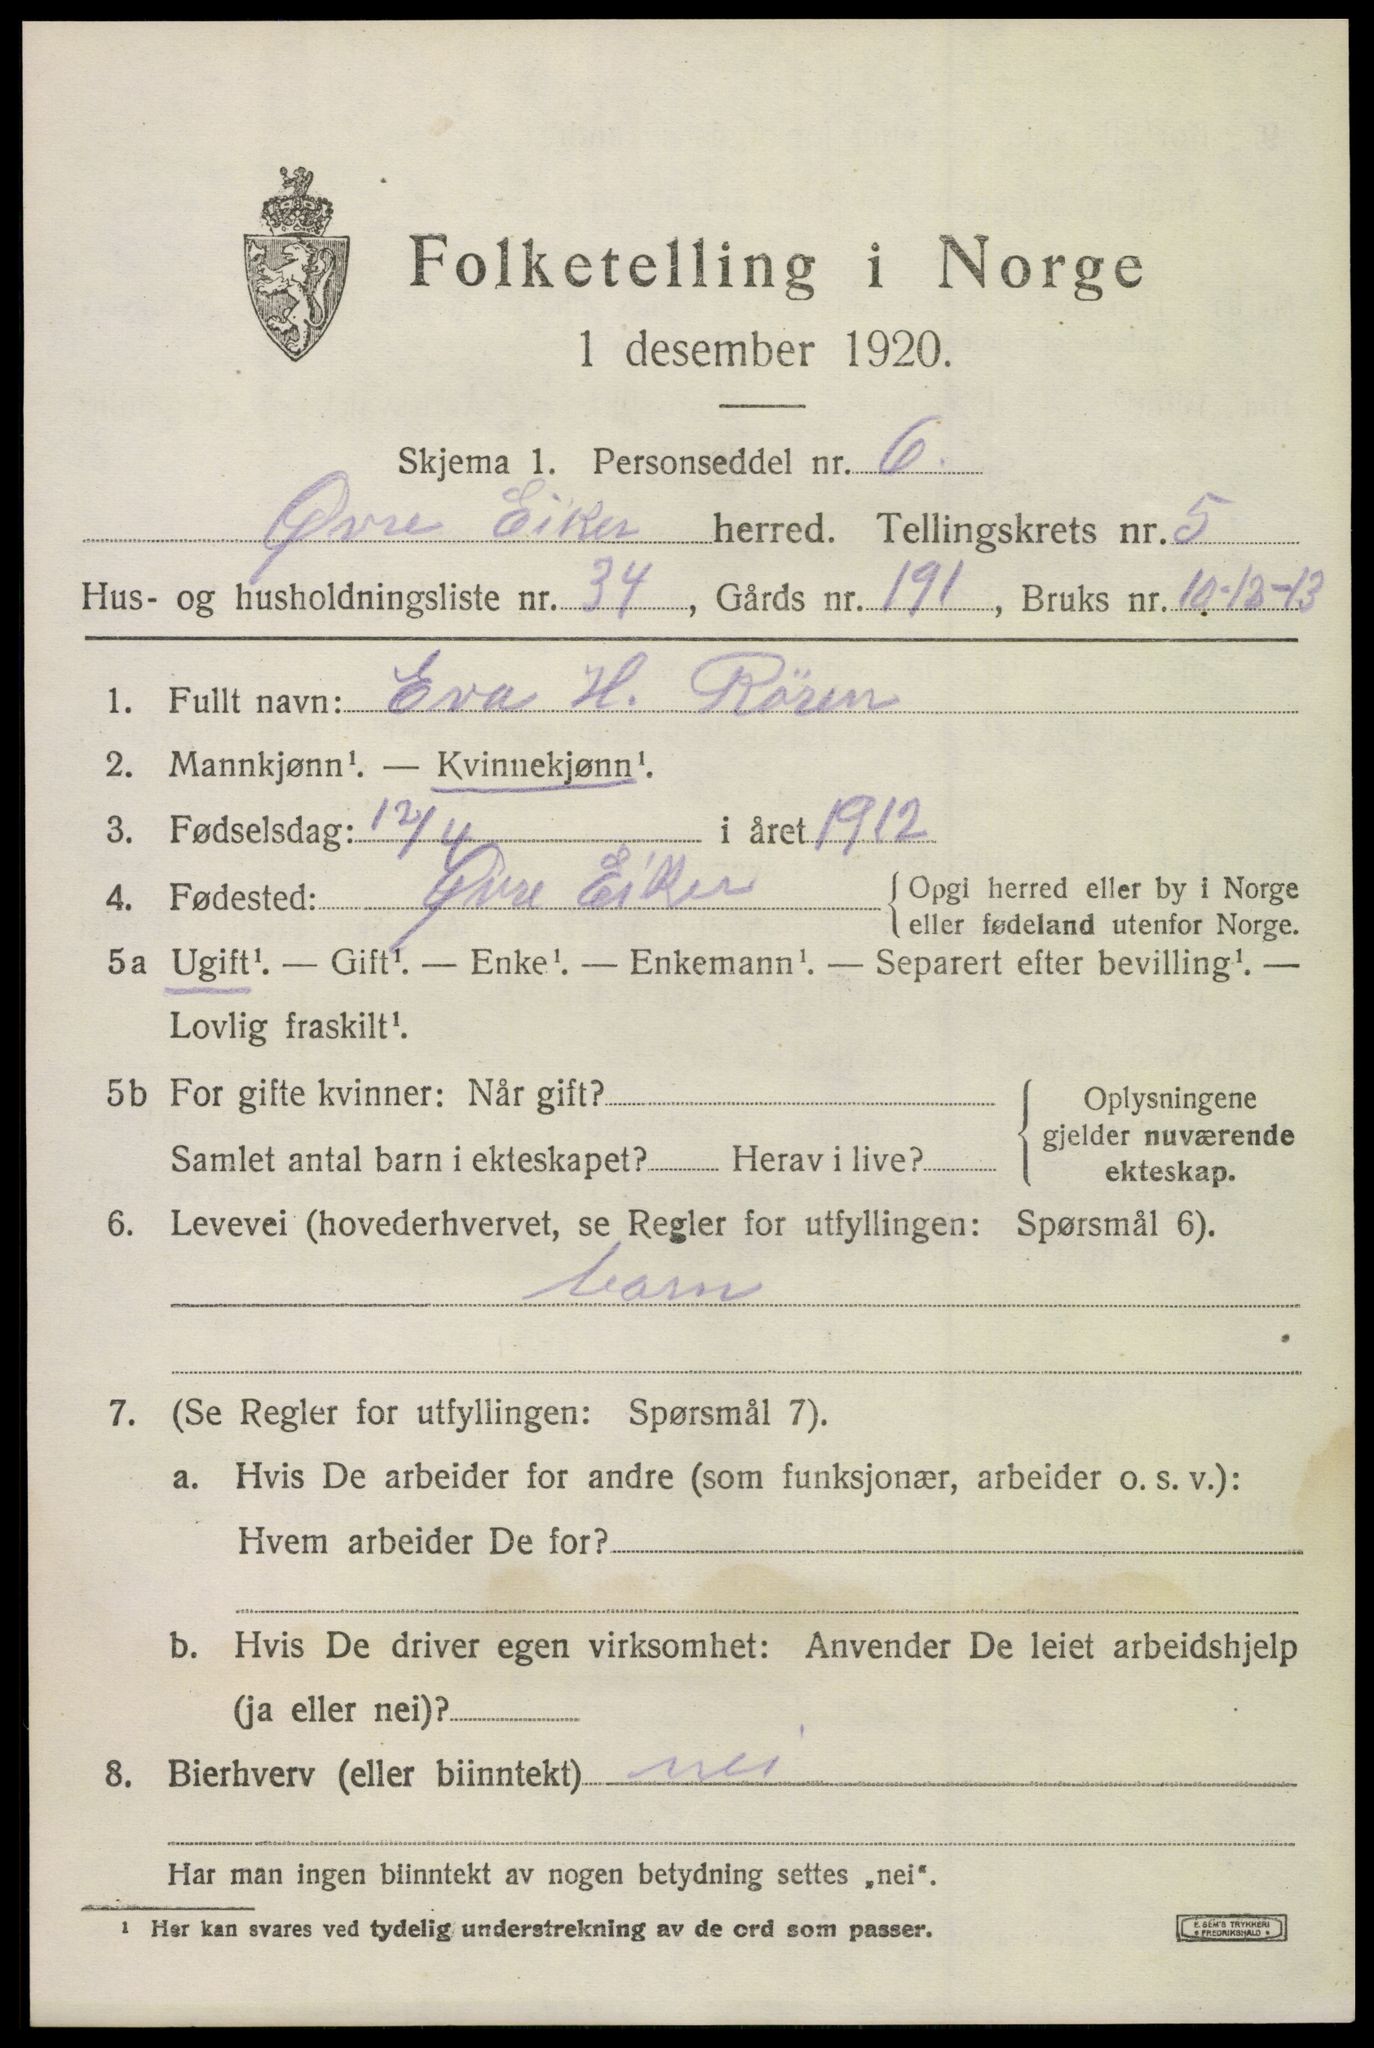 Folketelling i Norge
1 desember 1920.
Skjema 1. Personseddel nr. 6.
Øvre Eiker herred. Tellingskrets nr. 5
Hus- og husholdningsliste nr. 34, Gårds nr. 191, Bruks nr. 10-12-13
1. Fullt navn: Eva H. Rören
2. Mannkjønn¹. — Kvinnekjønn¹.
3. Fødselsdag: 12/4 i året 1912
4. Fødested: Øvre Eiker { Opgi herred eller by i Norge
eller fødeland utenfor Norge.
5a Ugift¹. — Gift¹. — Enke¹. — Enkemann¹. — Separert efter bevilling¹. —
Lovlig fraskilt¹.
5b For gifte kvinner: Når gift?
Samlet antal barn i ekteskapet? Herav i live?
{ Oplysningene
gjelder nuværende
ekteskap.
6. Levevei (hovederhvervet, se Regler for utfyllingen: Spørsmål 6).
barn
7. (Se Regler for utfyllingen: Spørsmål 7).
a. Hvis De arbeider for andre (som funksjonær, arbeider o. s. v.):
Hvem arbeider De for?
b. Hvis De driver egen virksomhet: Anvender De leiet arbeidshjelp
(ja eller nei)?
8. Bierhverv (eller biinntekt) nei
Har man ingen biinntekt av nogen betydning settes „nei“.
¹ Her kan svares ved tydelig understrekning av de ord som passer.
E. SEM'S TRYKKERI
* FREDRIKSHALD *